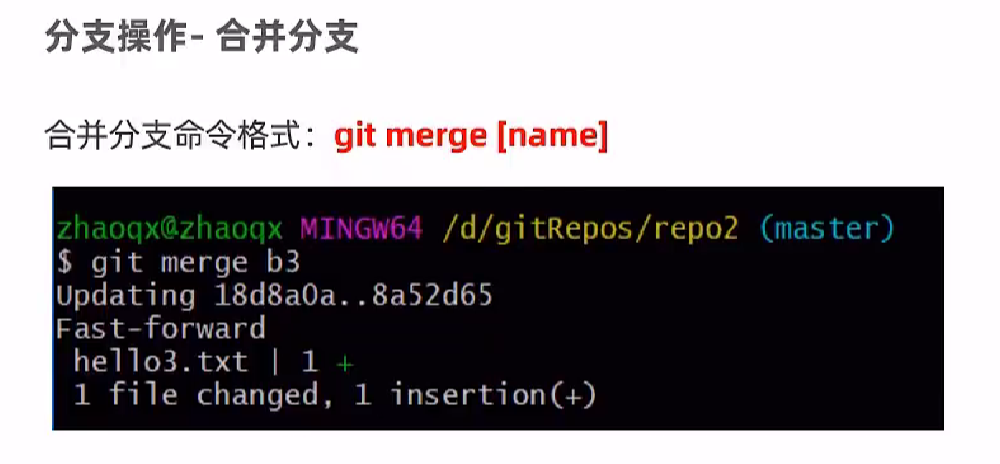 分支操作- 合并分支
合并分支命令格式：git merge [name]
zhaoqx@zhaoqx MINGW64 /d/gitRepos/repo2 (master)
$ git merge b3
Updating 18d8a0a..8a52d65
Fast-forward
 hello3.txt | 1 +
 1 file changed, 1 insertion(+)